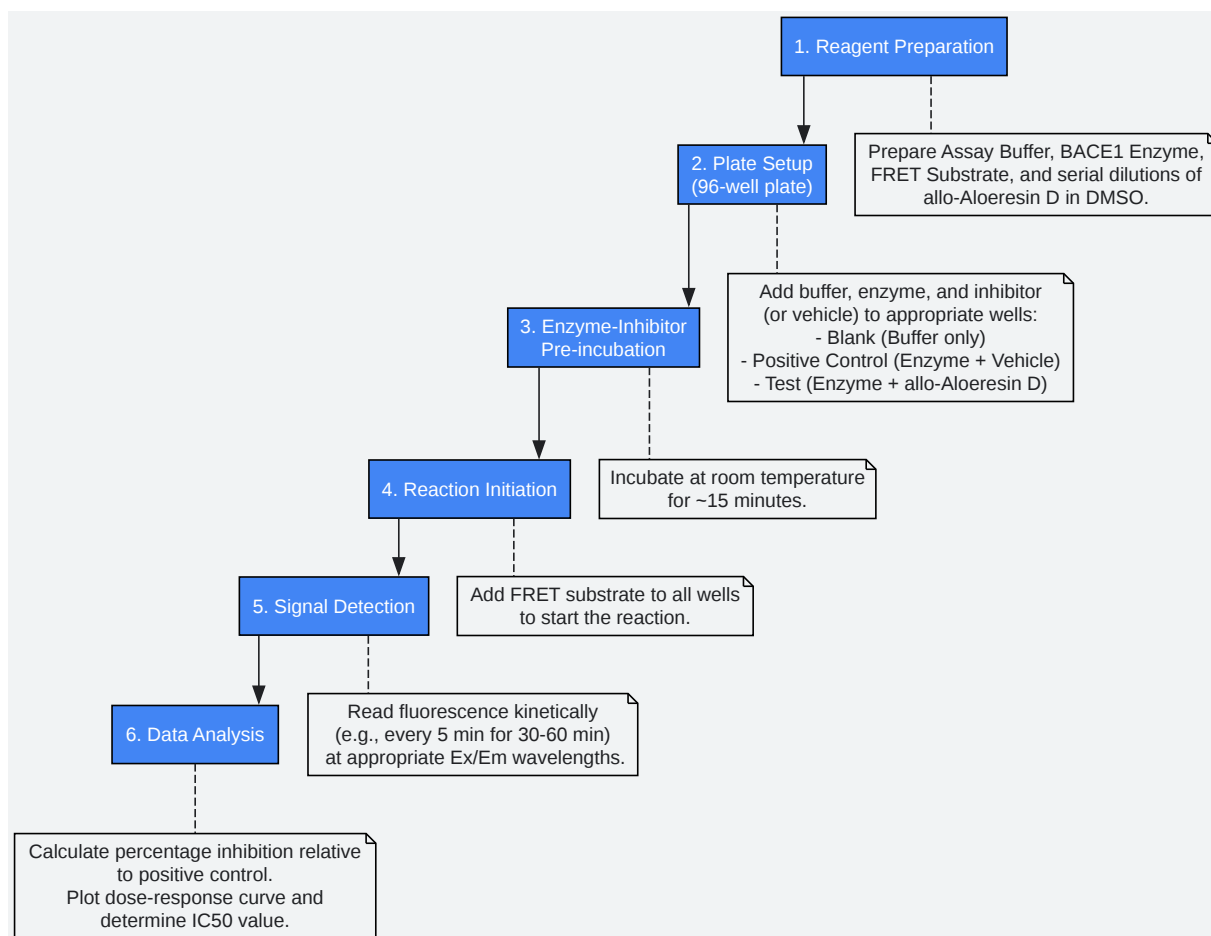 1. Reagent Preparation
Prepare Assay Buffer, BACE1 Enzyme,
FRET Substrate, and serial dilutions of
allo-Aloeresin D in DMSO.
2. Plate Setup
(96-well plate)
Add buffer, enzyme, and inhibitor
(or vehicle) to appropriate wells:
- Blank (Buffer only)
- Positive Control (Enzyme + Vehicle)
- Test (Enzyme + allo-Aloeresin D)
3. Enzyme-Inhibitor
Pre-incubation
Incubate at room temperature
for ~15 minutes.
4. Reaction Initiation
Add FRET substrate to all wells
to start the reaction.
5. Signal Detection
Read fluorescence kinetically
(e.g., every 5 min for 30-60 min)
at appropriate Ex/Em wavelengths.
6. Data Analysis
Calculate percentage inhibition relative
to positive control.
Plot dose-response curve and
determine IC50 value.